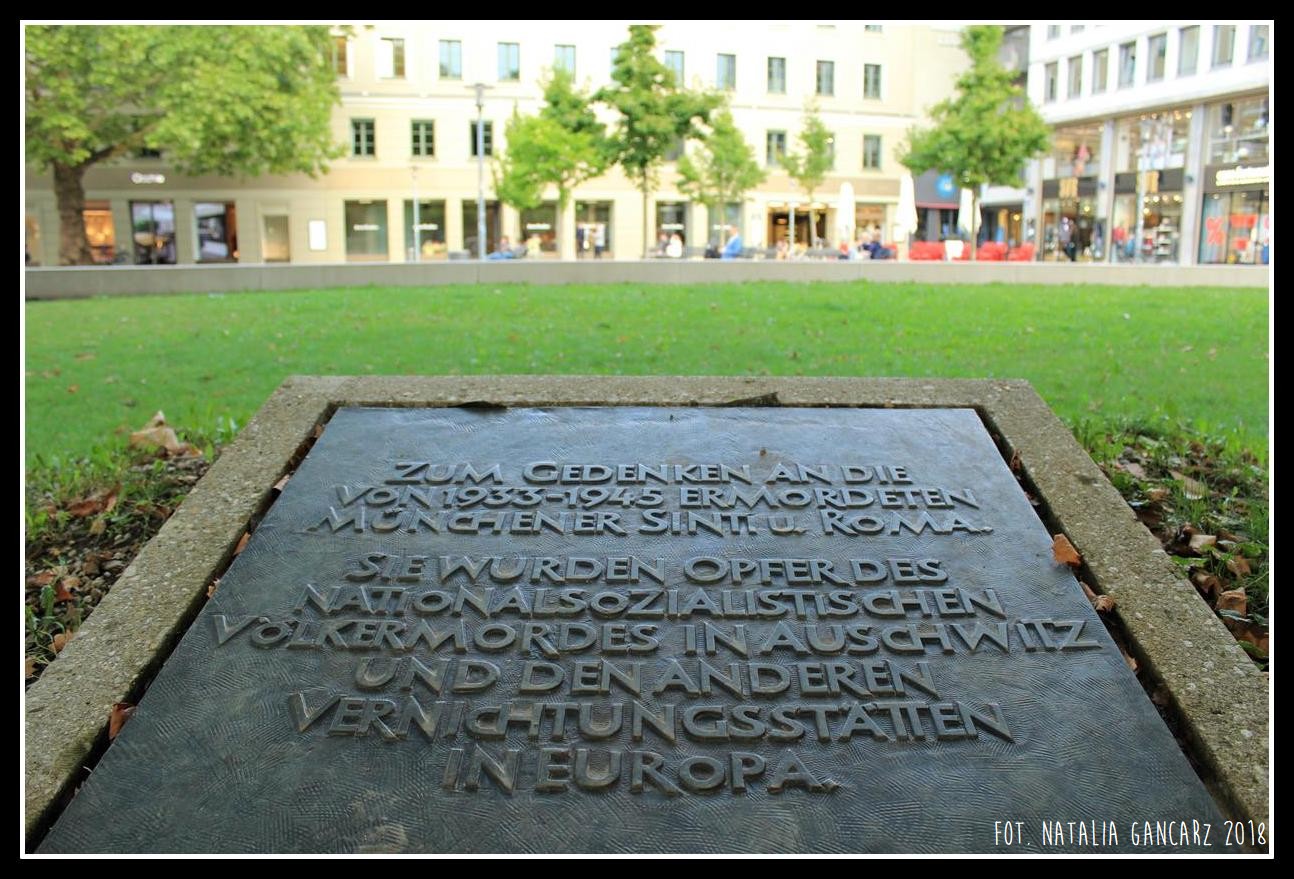 ZUM GEDENKEN AN DIE
VON 1933-1945 ERMORDETEN
MÜNCHENER SINTI U. ROMA.
SIE WURDEN OPFER DES
NATIONALSOZIALISTISCHEN
VÖLKERMORDES IN AUSCHWITZ
UND DEN ANDEREN
VERNICHTUNGSSTÄTTEN
IN EUROPA.
FOT. NATALIA GANCARZ 2018